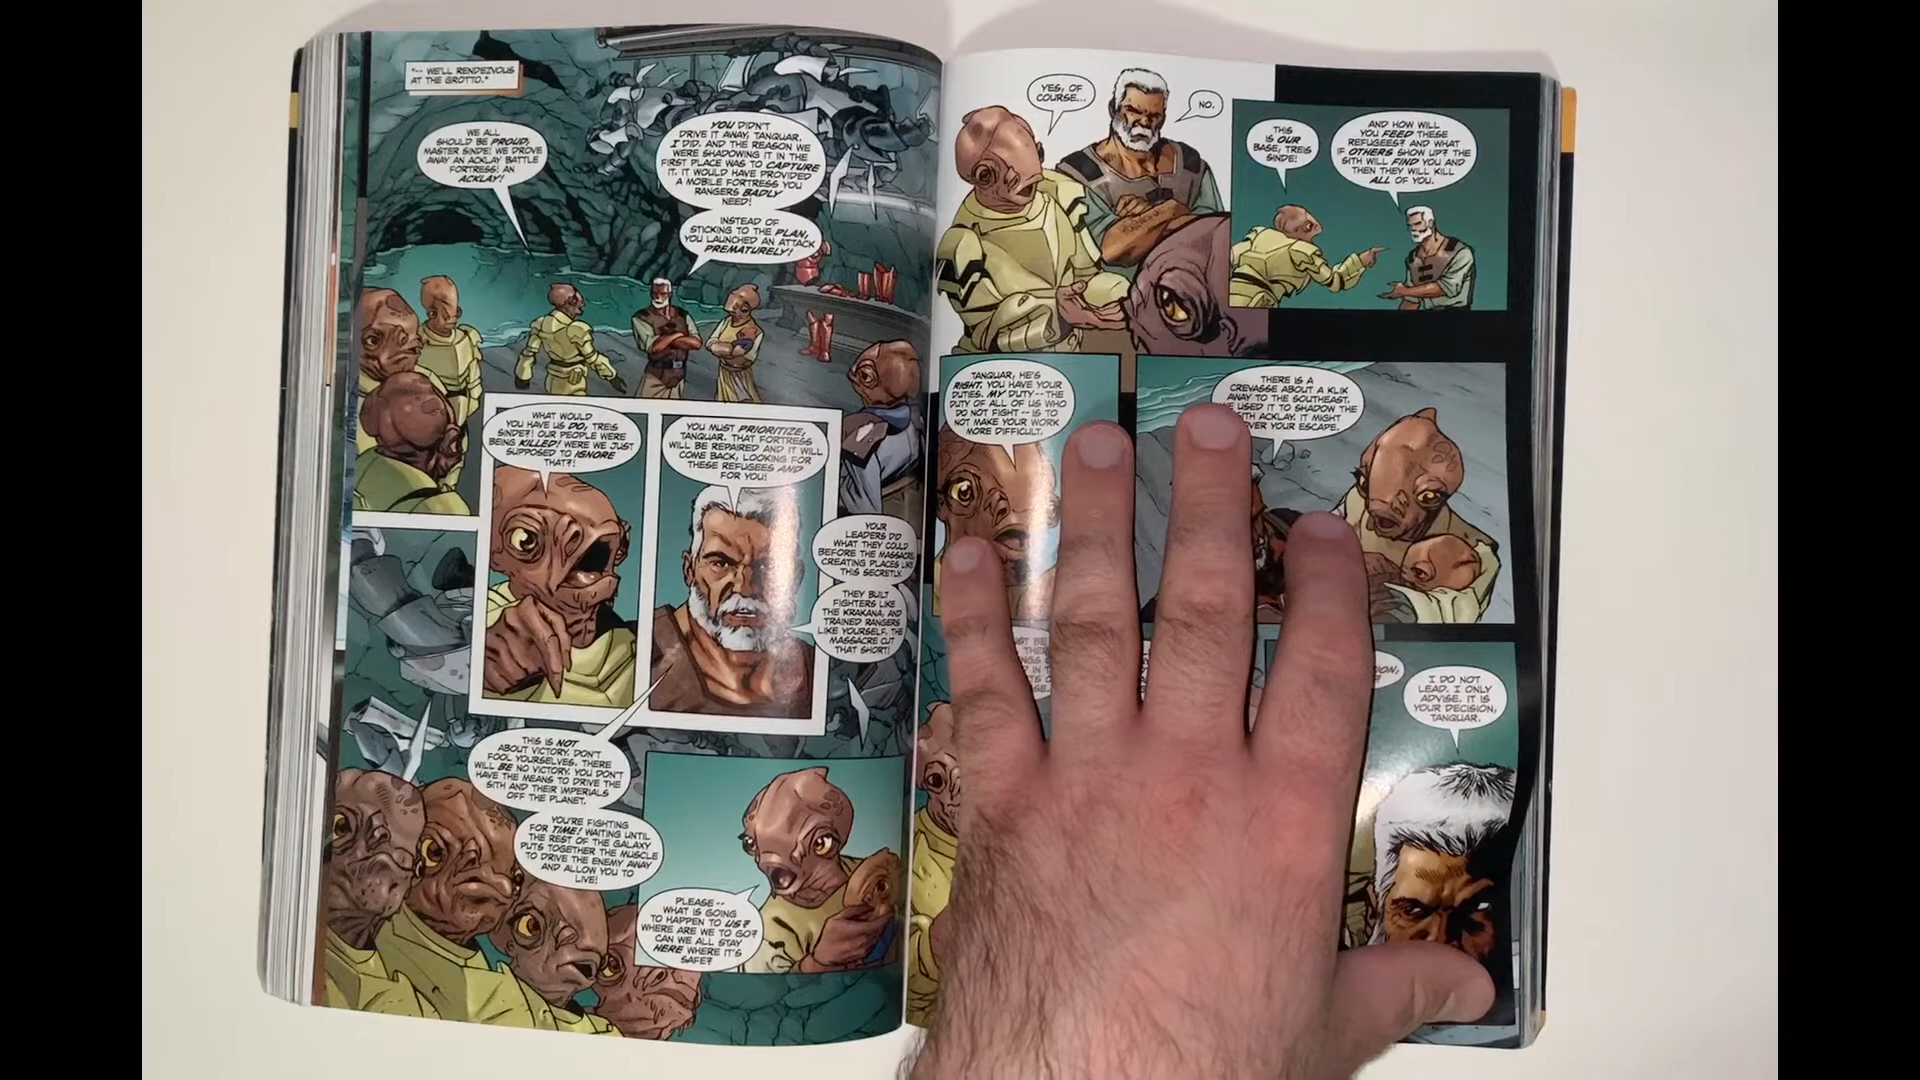 "-- WE'LL RENDEZVOUS
AT THE GROTTO."
WE ALL
SHOULD BE PROUD,
MASTER SINDE! WE DROVE
AWAY AN ACKLAY BATTLE
FORTRESS! AN
ACKLAY!
YOU DIDN'T
DRIVE IT AWAY, TANQUAR.
I DID. AND THE REASON WE
WERE SHADOWING IT IN THE
FIRST PLACE WAS TO CAPTURE
IT. IT WOULD HAVE PROVIDED
A MOBILE FORTRESS YOU
RANGERS BADLY
NEED!
INSTEAD OF
STICKING TO THE PLAN,
YOU LAUNCHED AN ATTACK
PREMATURELY!
WHAT WOULD
YOU HAVE US DO, TREIS
SINDE?! OUR PEOPLE WERE
BEING KILLED! WERE WE JUST
SUPPOSED TO IGNORE
THAT?!
YOU MUST PRIORITIZE,
TANQUAR. THAT FORTRESS
WILL BE REPAIRED AND IT WILL
COME BACK, LOOKING FOR
THESE REFUGEES AND
FOR YOU!
YOUR
LEADERS DID
WHAT THEY COULD
BEFORE THE MASSACRE,
CREATING PLACES LIKE
THIS SECRETLY.
THEY BUILT
FIGHTERS LIKE
THE KRAKANA, AND
TRAINED RANGERS
LIKE YOURSELF. THE
MASSACRE CUT
THAT SHORT!
THIS IS NOT
ABOUT VICTORY. DON'T
FOOL YOURSELVES. THERE
WILL BE NO VICTORY. YOU DON'T
HAVE THE MEANS TO DRIVE THE
SITH AND THEIR IMPERIALS
OFF THE PLANET.
YOU'RE FIGHTING
FOR TIME! WAITING UNTIL
THE REST OF THE GALAXY
PUTS TOGETHER THE MUSCLE
TO DRIVE THE ENEMY AWAY
AND ALLOW YOU TO
LIVE!
PLEASE --
WHAT IS GOING
TO HAPPEN TO US?
WHERE ARE WE TO GO?
CAN WE ALL STAY
HERE WHERE IT'S
SAFE?
YES, OF
COURSE...
NO.
THIS
IS OUR
BASE, TREIS
SINDE!
AND HOW WILL
YOU FEED THESE
REFUGEES? AND WHAT
IF OTHERS SHOW UP? THE
SITH WILL FIND YOU AND
THEN THEY WILL KILL
ALL OF YOU.
TANQUAR, HE'S
RIGHT. YOU HAVE YOUR
DUTIES. MY DUTY -- THE
DUTY OF ALL OF US WHO
DO NOT FIGHT -- IS TO
NOT MAKE YOUR WORK
MORE DIFFICULT.
THERE IS A
CREVASSE ABOUT A KLIK
AWAY TO THE SOUTHEAST.
USED IT TO SHADOW THE
SITH ACKLAY. IT MIGHT
YOUR ESCAPE.
I DO NOT
LEAD. I ONLY
ADVISE. IT IS
YOUR DECISION,
TANQUAR.